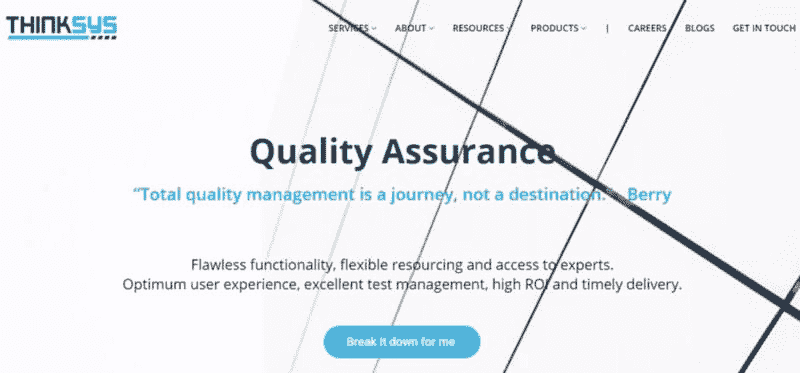 THINKSYS
SERVICES ABOUT RESOURCES PRODUCTS | CAREERS BLOGS GET IN TOUCH
Quality Assurance
“Total quality management is a journey, not a destination.” – Berry
Flawless functionality, flexible resourcing and access to experts.
Optimum user experience, excellent test management, high ROI and timely delivery.
Break it down for me